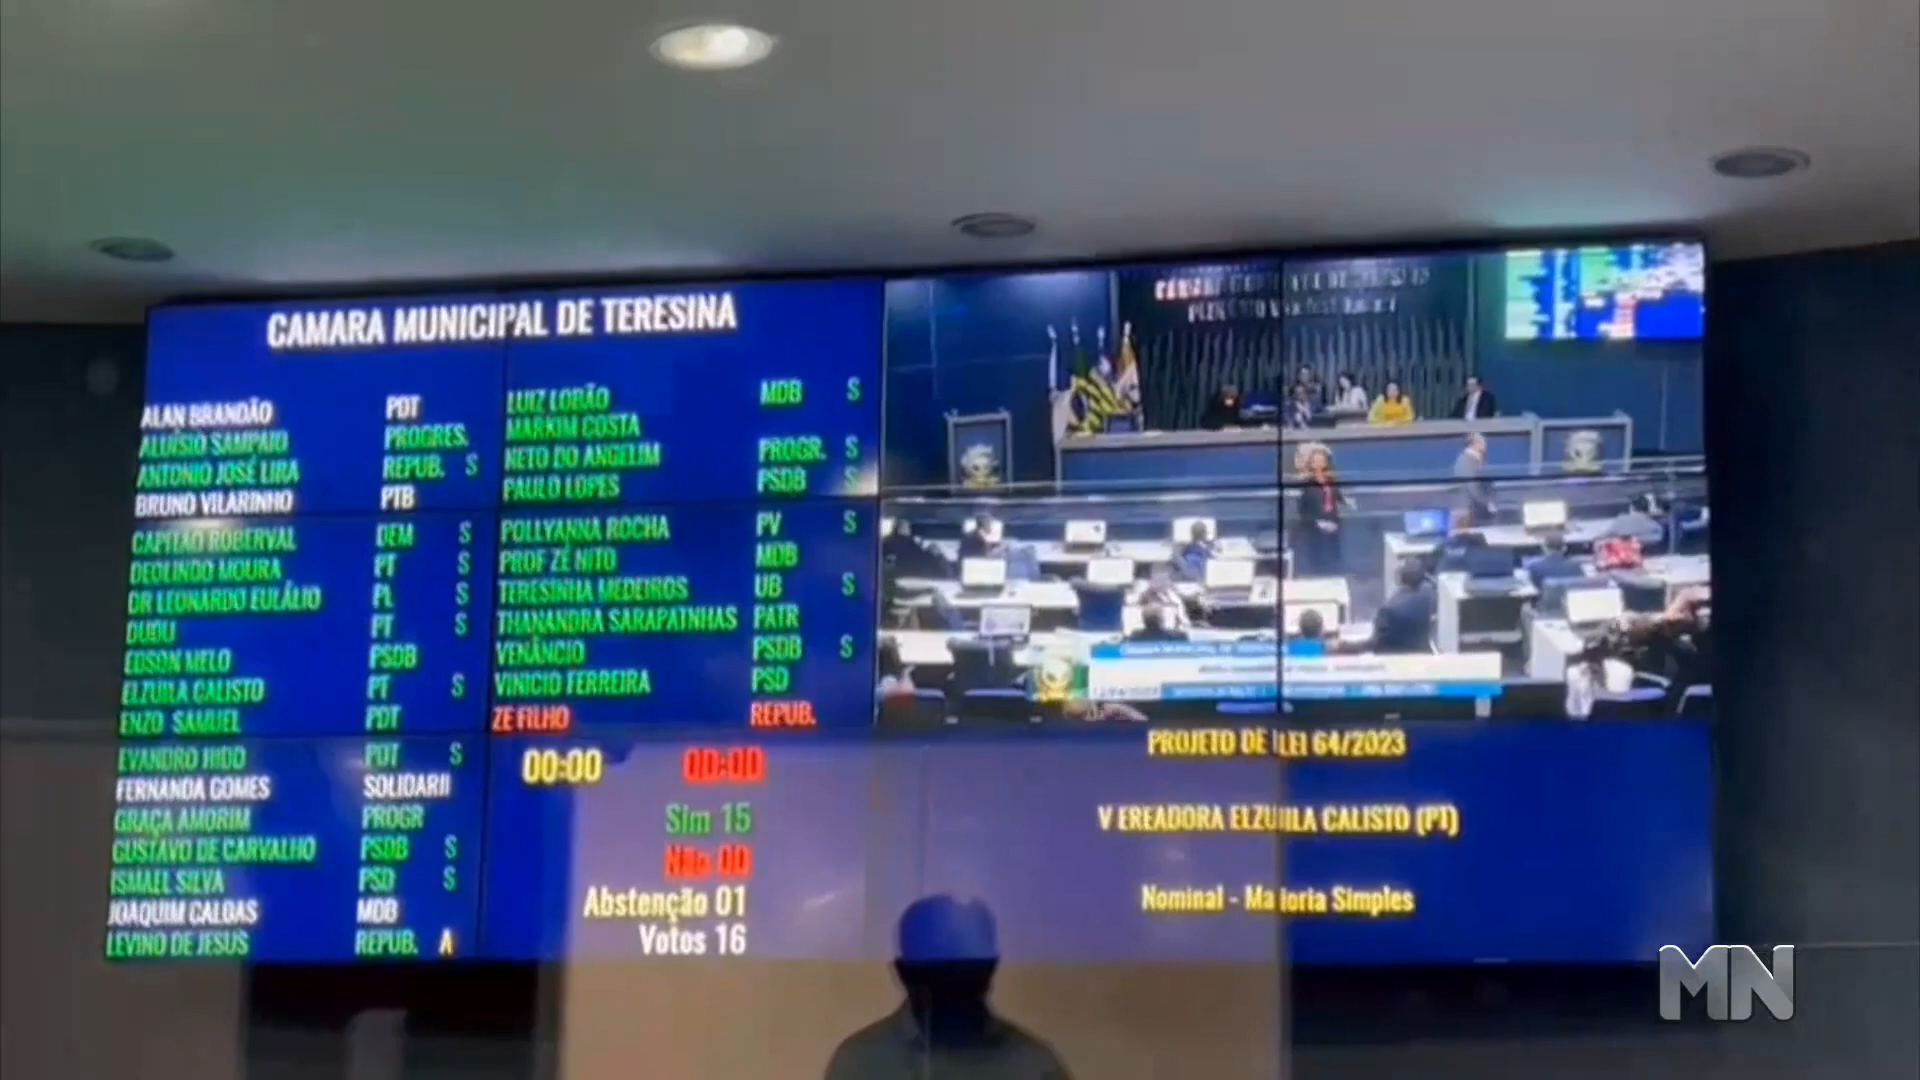 CAMARA MUNICIPAL DE TERESINA
ALAN BRANDÃO PDT
ALUÍSIO SAMPAIO PROGRES.
ANTONIO JOSÉ LIRA REPUB. S
BRUNO VILARINHO PTB
CAPITÃO ROBERVAL DEM S
DEOLINDO MOURA PT S
DR LEONARDO EULÁLIO PL S
DUDU PT S
EDSON MELO PSDB
ELZUILA CALISTO PT S
ENZO SAMUEL PDT
EVANDRO HIDD PDT S
FERNANDA GOMES SOLIDARII
GRAÇA AMORIM PROGR
GUSTAVO DE CARVALHO PSDB S
ISMAEL SILVA PSD S
JOAQUIM CALDAS MDB
LEVINO DE JESUS REPUB. A
LUIZ LOBÃO MDB S
MARKIM COSTA
NETO DO ANGELIM PROGR. S
PAULO LOPES PSDB S
POLLYANNA ROCHA PV S
PROF ZÉ NITO MDB
TERESINHA MEDEIROS UB S
THANANDRA SARAPATNHAS PATR
VENÂNCIO PSDB S
VINICIO FERREIRA PSD
ZÉ FILHO REPUB.
00:00 00:00
Sim 15
Não 00
Abstenção 01
Votos 16
PROJETO DE LEI 64/2023
V EREADORA ELZUILA CALISTO (PT)
Nominal - Maioria Simples
MN